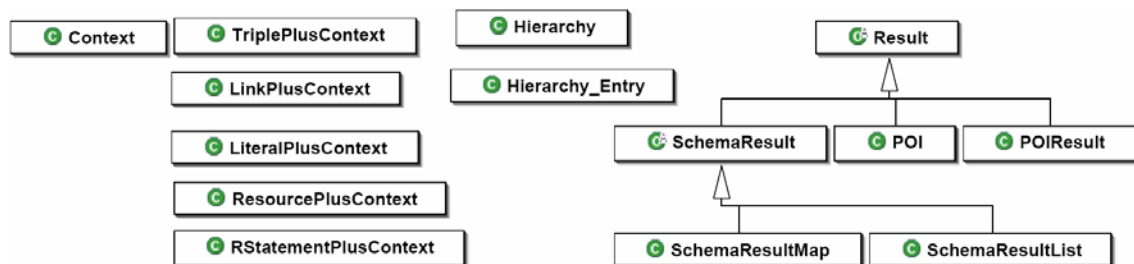 Context
TriplePlusContext
LinkPlusContext
LiteralPlusContext
ResourcePlusContext
RStatementPlusContext
Hierarchy
Hierarchy_Entry
Result
SchemaResult
POI
POIResult
SchemaResultMap
SchemaResultList